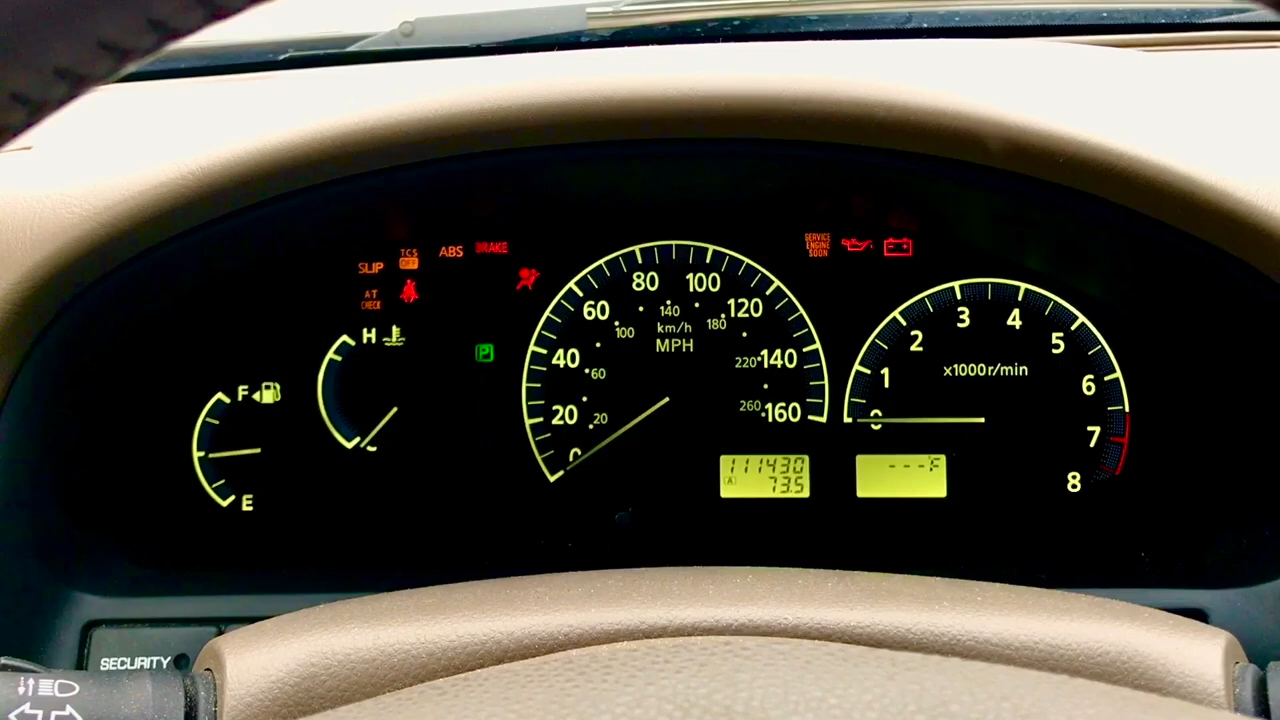 SLIP
TCS
OFF
ABS
BRAKE
AT
CHECK
SERVICE
ENGINE
SOON
H
F
E
P
0
20
40
60
80
100
120
140
160
20
60
100
140
180
220
260
km/h
MPH
111430
A
73.5
0
1
2
3
4
5
6
7
8
x1000r/min
---°F
SECURITY